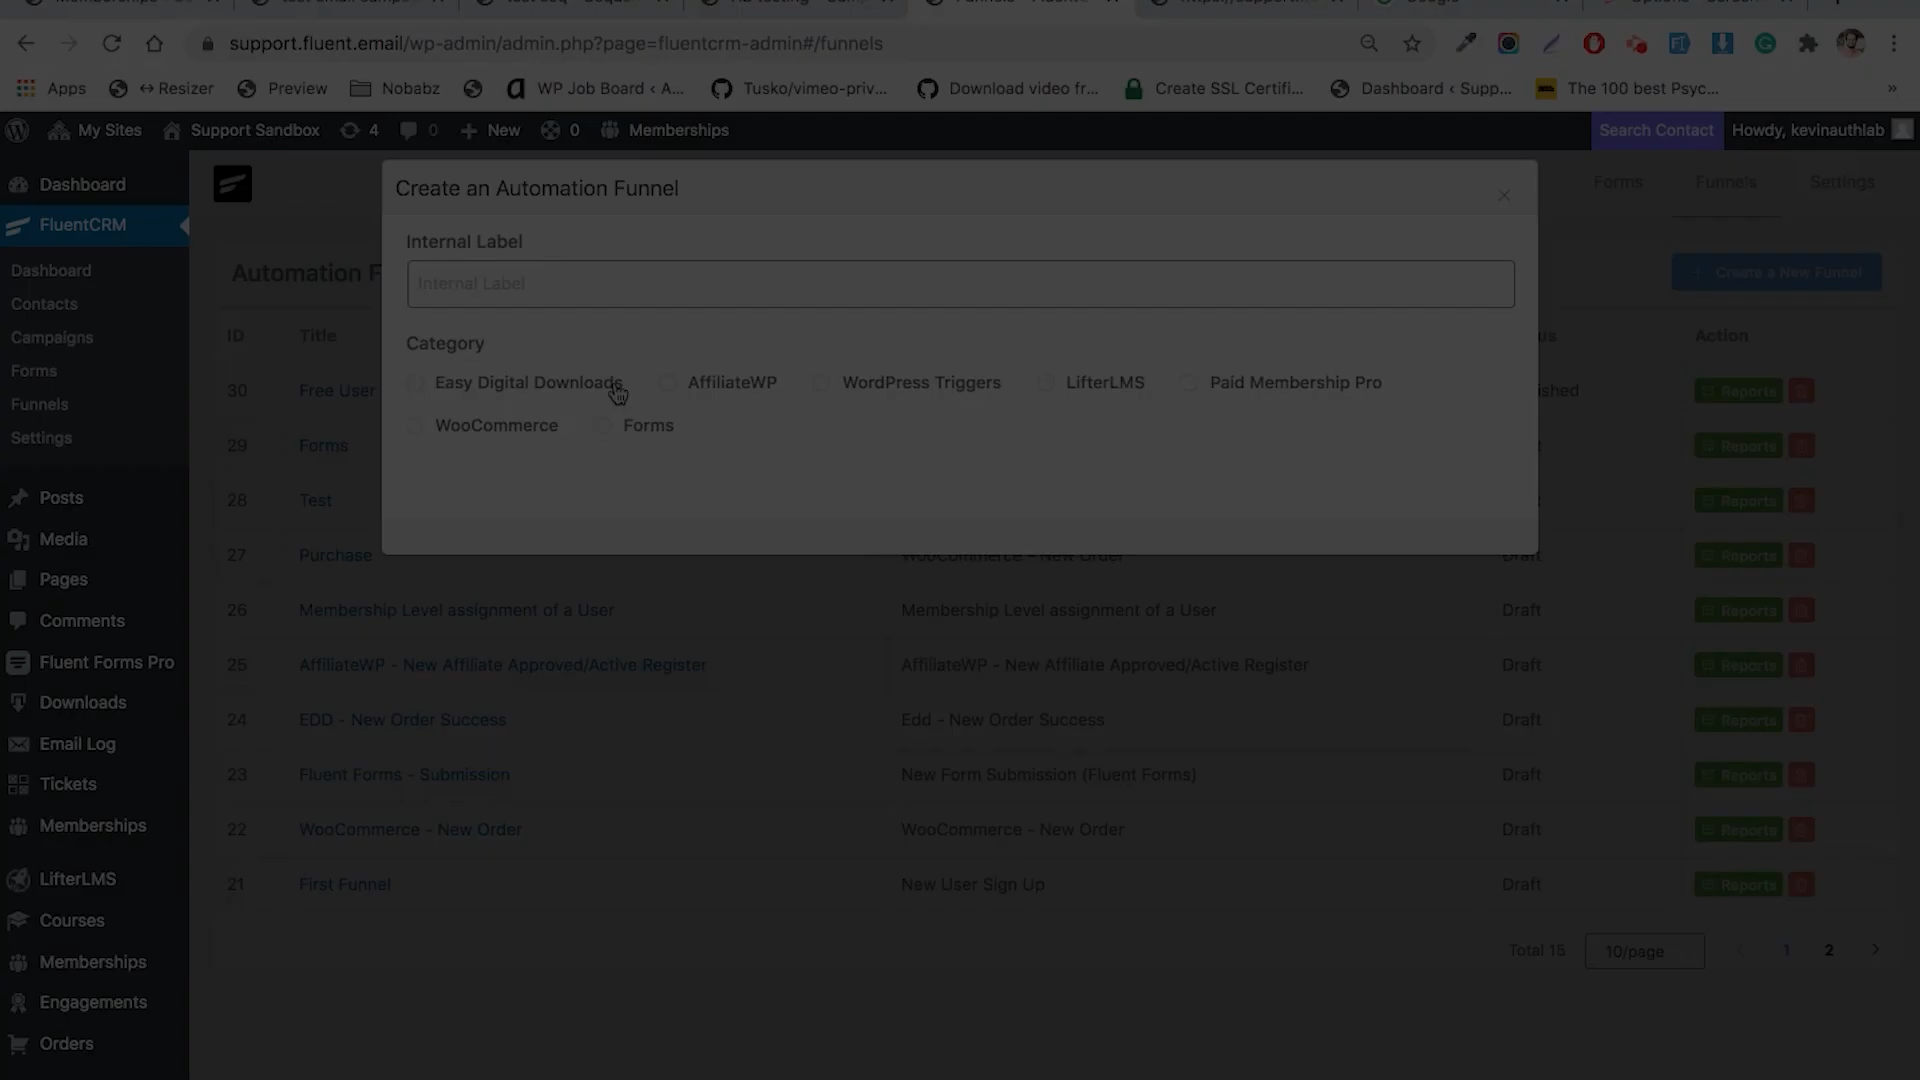 support.fluent.email/wp-admin/admin.php?page=fluentcrm-admin#/funnels
Apps
↔ Resizer
Preview
Nobabz
WP Job Board ‹ A...
Tusko/vimeo-priv...
Download video fr...
Create SSL Certifi...
Dashboard ‹ Supp...
The 100 best Psyc...
»
My Sites
Support Sandbox
4
0
New
0
Memberships
Search Contact
Howdy, kevinauthlab
Dashboard
FluentCRM
Dashboard
Contacts
Campaigns
Forms
Funnels
Settings
Posts
Media
Pages
Comments
Fluent Forms Pro
Downloads
Email Log
Tickets
Memberships
LifterLMS
Courses
Memberships
Engagements
Orders
Forms
Funnels
Settings
Create an Automation Funnel
Internal Label
Internal Label
Category
Easy Digital Downloads
AffiliateWP
WordPress Triggers
LifterLMS
Paid Membership Pro
WooCommerce
Forms
Automation F
+ Create a New Funnel
ID
Title
us
Action
30
Free User
ished
Reports
29
Forms
Reports
28
Test
Reports
27
Purchase
WooCommerce - New Order
Draft
Reports
26
Membership Level assignment of a User
Membership Level assignment of a User
Draft
Reports
25
AffiliateWP - New Affiliate Approved/Active Register
AffiliateWP - New Affiliate Approved/Active Register
Draft
Reports
24
EDD - New Order Success
Edd - New Order Success
Draft
Reports
23
Fluent Forms - Submission
New Form Submission (Fluent Forms)
Draft
Reports
22
WooCommerce - New Order
WooCommerce - New Order
Draft
Reports
21
First Funnel
New User Sign Up
Draft
Reports
Total 15
10/page
1
2